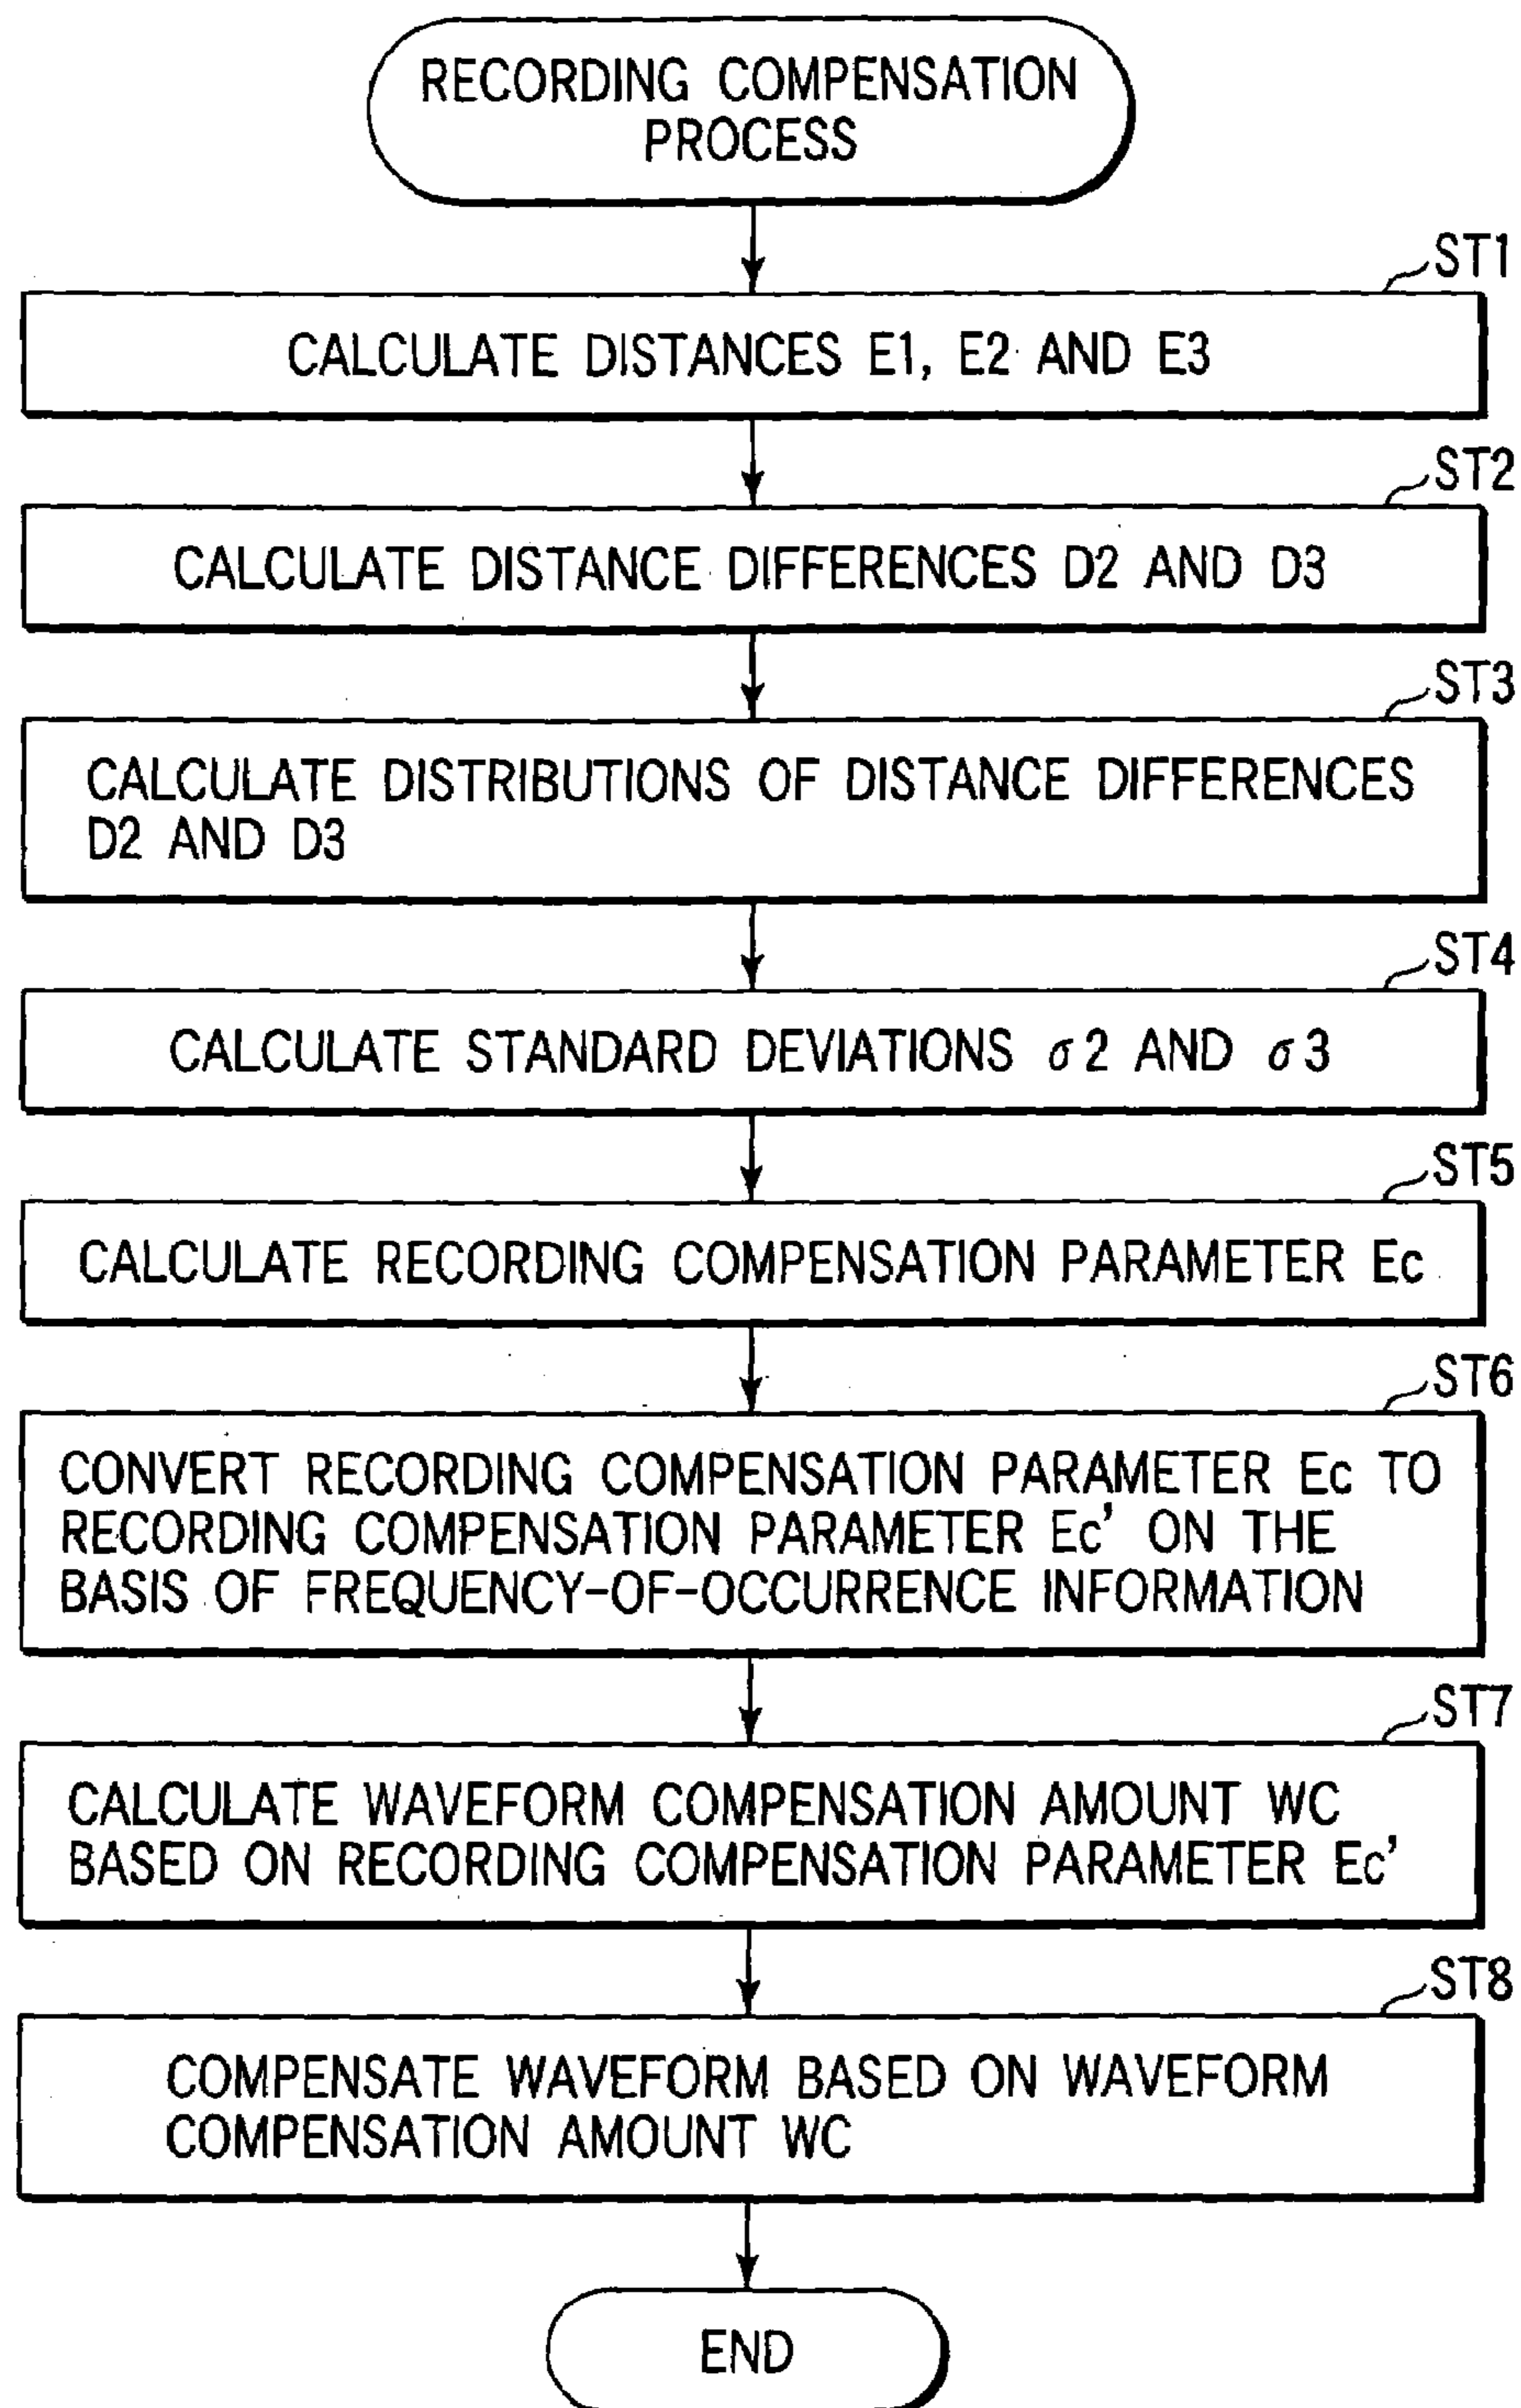 RECORDING COMPENSATION
PROCESS
ST1
CALCULATE DISTANCES E1, E2 AND E3
ST2
CALCULATE DISTANCE DIFFERENCES D2 AND D3
ST3
CALCULATE DISTRIBUTIONS OF DISTANCE DIFFERENCES
D2 AND D3
ST4
CALCULATE STANDARD DEVIATIONS σ2 AND σ3
ST5
CALCULATE RECORDING COMPENSATION PARAMETER Ec
ST6
CONVERT RECORDING COMPENSATION PARAMETER Ec TO
RECORDING COMPENSATION PARAMETER Ec' ON THE
BASIS OF FREQUENCY-OF-OCCURRENCE INFORMATION
ST7
CALCULATE WAVEFORM COMPENSATION AMOUNT WC
BASED ON RECORDING COMPENSATION PARAMETER Ec'
ST8
COMPENSATE WAVEFORM BASED ON WAVEFORM
COMPENSATION AMOUNT WC
END